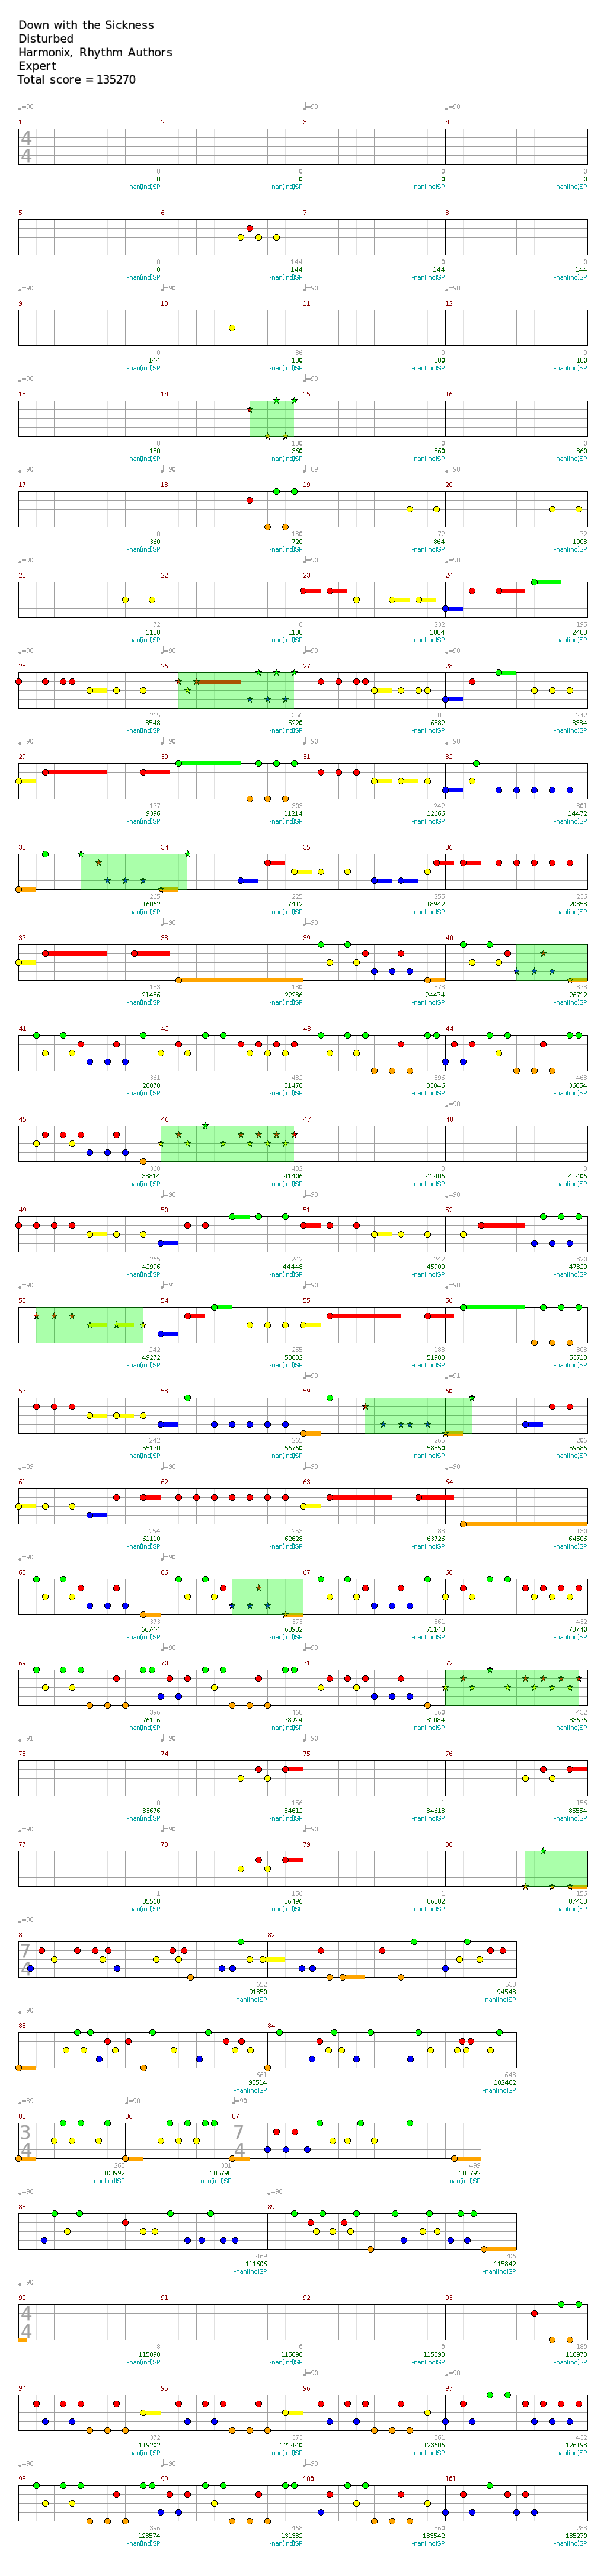 Down with the Sickness
Disturbed
Harmonix, Rhythm Authors
Expert
Total score = 135270
♩=90 ♩=90 ♩=90
1 2 3 4
4
4
0 0 0 0
0 0 0 0
-nan(ind)SP -nan(ind)SP -nan(ind)SP -nan(ind)SP
5 6 7 8
0 144 0 0
0 144 144 144
-nan(ind)SP -nan(ind)SP -nan(ind)SP -nan(ind)SP
♩=90 ♩=90 ♩=90
9 10 11 12
0 36 0 0
144 180 180 180
-nan(ind)SP -nan(ind)SP -nan(ind)SP -nan(ind)SP
♩=90 ♩=90
13 14 15 16
0 180 0 0
180 360 360 360
-nan(ind)SP -nan(ind)SP -nan(ind)SP -nan(ind)SP
♩=90 ♩=90 ♩=89
17 18 19 20
0 180 72 72
360 720 864 1008
-nan(ind)SP -nan(ind)SP -nan(ind)SP -nan(ind)SP
♩=90 ♩=90 ♩=90
21 22 23 24
72 0 232 195
1188 1188 1884 2488
-nan(ind)SP -nan(ind)SP -nan(ind)SP -nan(ind)SP
♩=90 ♩=90 ♩=90
25 26 27 28
265 356 301 242
3548 5220 6882 8334
-nan(ind)SP -nan(ind)SP -nan(ind)SP -nan(ind)SP
29 30 31 32
177 303 242 301
9396 11214 12666 14472
-nan(ind)SP -nan(ind)SP -nan(ind)SP -nan(ind)SP
33 34 35 36
265 225 255 236
16062 17412 18942 20358
-nan(ind)SP -nan(ind)SP -nan(ind)SP -nan(ind)SP
♩=90
37 38 39 40
183 130 373 373
21456 22236 24474 26712
-nan(ind)SP -nan(ind)SP -nan(ind)SP -nan(ind)SP
41 42 43 44
361 432 396 468
28878 31470 33846 36654
-nan(ind)SP -nan(ind)SP -nan(ind)SP -nan(ind)SP
♩=90
45 46 47 48
360 432 0 0
38814 41406 41406 41406
-nan(ind)SP -nan(ind)SP -nan(ind)SP -nan(ind)SP
♩=90 ♩=90
49 50 51 52
265 242 242 320
42996 44448 45900 47820
-nan(ind)SP -nan(ind)SP -nan(ind)SP -nan(ind)SP
♩=90 ♩=91 ♩=90
53 54 55 56
242 255 183 303
49272 50802 51900 53718
-nan(ind)SP -nan(ind)SP -nan(ind)SP -nan(ind)SP
♩=90 ♩=91
57 58 59 60
242 265 265 206
55170 56760 58350 59586
-nan(ind)SP -nan(ind)SP -nan(ind)SP -nan(ind)SP
♩=89 ♩=90 ♩=90 ♩=90
61 62 63 64
254 253 183 130
61110 62628 63726 64506
-nan(ind)SP -nan(ind)SP -nan(ind)SP -nan(ind)SP
♩=90 ♩=90 ♩=90
65 66 67 68
373 373 361 432
66744 68982 71148 73740
-nan(ind)SP -nan(ind)SP -nan(ind)SP -nan(ind)SP
♩=90 ♩=90 ♩=90
69 70 71 72
396 468 360 432
76116 78924 81084 83676
-nan(ind)SP -nan(ind)SP -nan(ind)SP -nan(ind)SP
♩=91 ♩=90 ♩=90
73 74 75 76
0 156 1 156
83676 84612 84618 85554
-nan(ind)SP -nan(ind)SP -nan(ind)SP -nan(ind)SP
♩=90 ♩=90 ♩=90
77 78 79 80
1 156 1 156
85560 86496 86502 87438
-nan(ind)SP -nan(ind)SP -nan(ind)SP -nan(ind)SP
♩=90
81 82
7
4
652 533
91350 94548
-nan(ind)SP -nan(ind)SP
♩=90
83 84
661 648
98514 102402
-nan(ind)SP -nan(ind)SP
♩=89 ♩=90 ♩=90
85 86 87
3 7
4 4
265 301 499
103992 105798 108792
-nan(ind)SP -nan(ind)SP -nan(ind)SP
♩=90 ♩=90
88 89
469 706
111606 115842
-nan(ind)SP -nan(ind)SP
♩=90
90 91 92 93
4
4
8 0 0 180
115890 115890 115890 116970
-nan(ind)SP -nan(ind)SP -nan(ind)SP -nan(ind)SP
♩=90 ♩=90
94 95 96 97
372 373 361 432
119202 121440 123606 126198
-nan(ind)SP -nan(ind)SP -nan(ind)SP -nan(ind)SP
♩=90 ♩=90
98 99 100 101
396 468 360 288
128574 131382 133542 135270
-nan(ind)SP -nan(ind)SP -nan(ind)SP -nan(ind)SP